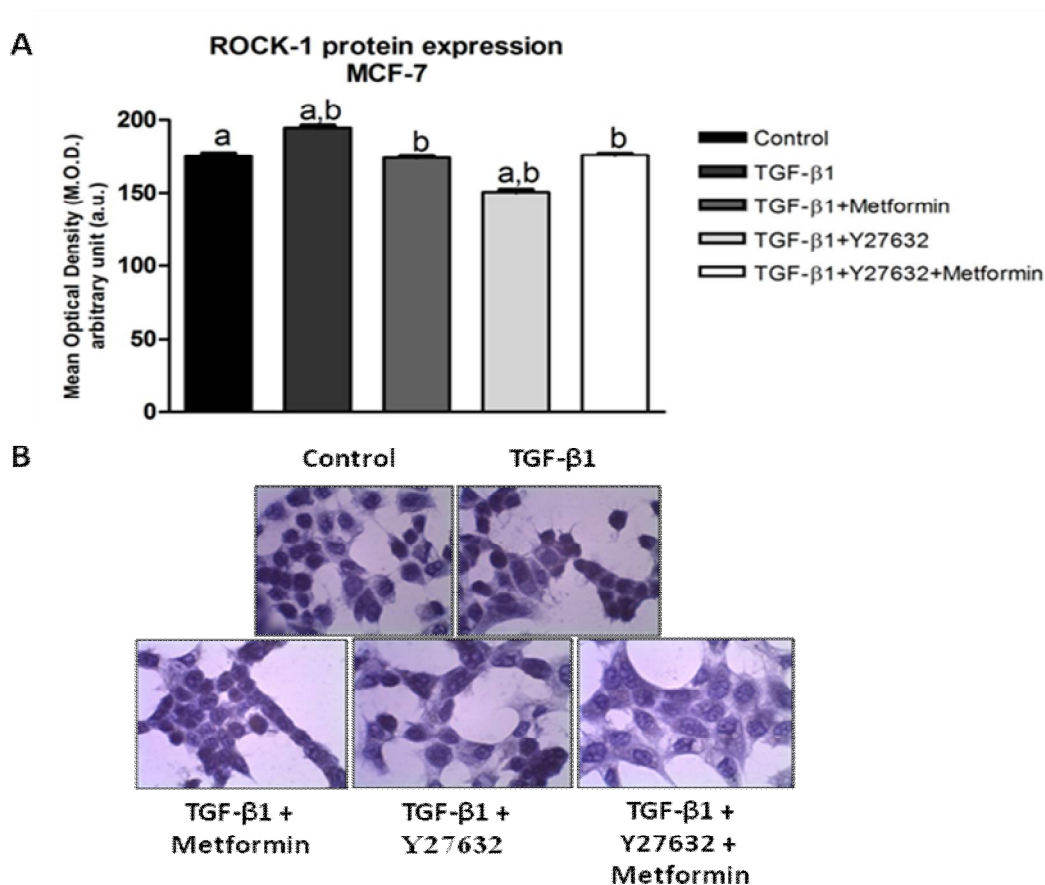 A
ROCK-1 protein expression
MCF-7
Mean Optical Density (M.O.D.)
arbitrary unit (a.u.)
200
150
100
50
0
a
a,b
b
a,b
b
Control
TGF-β1
TGF-β1+Metformin
TGF-β1+Y27632
TGF-β1+Y27632+Metformin
B
Control
TGF-β1
TGF-β1 +
Metformin
TGF-β1 +
Y27632
TGF-β1 +
Y27632 +
Metformin